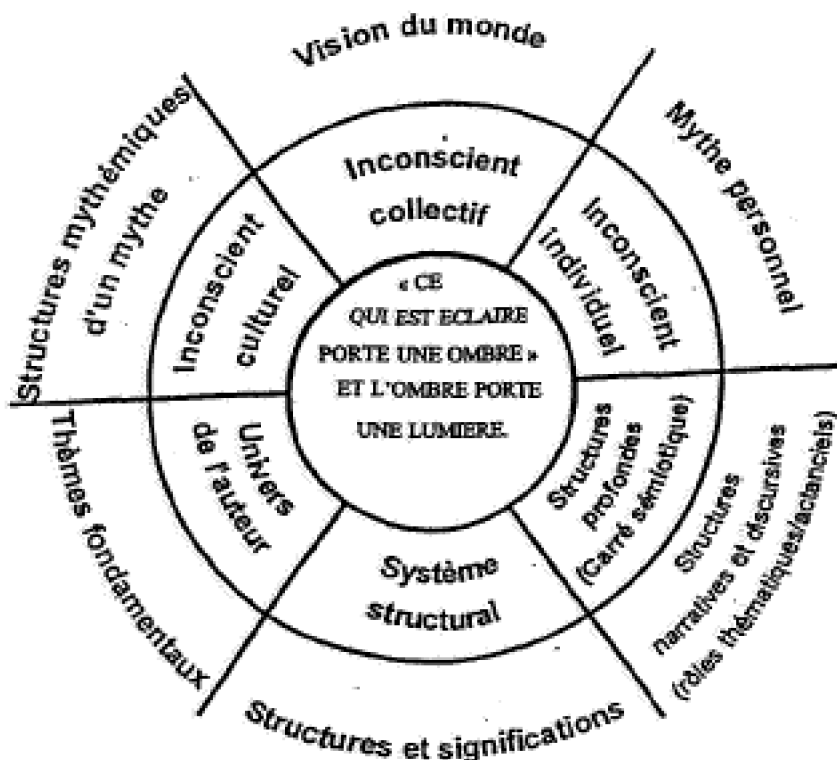 Vision du monde
Inconscient
collectif
Mythe personnel
Inconscient
individuel
Structures
narratives et discursives
(rôles thématiques/actanciels)
Structures
profondes
(Carré sémiotique)
Structures et significations
Système
structural
Thèmes fondamentaux
Univers
de l'auteur
Structures mythémiques
d'un mythe
Inconscient
culturel
« CE
QUI EST ECLAIRE
PORTE UNE OMBRE »
ET L'OMBRE PORTE
UNE LUMIERE.